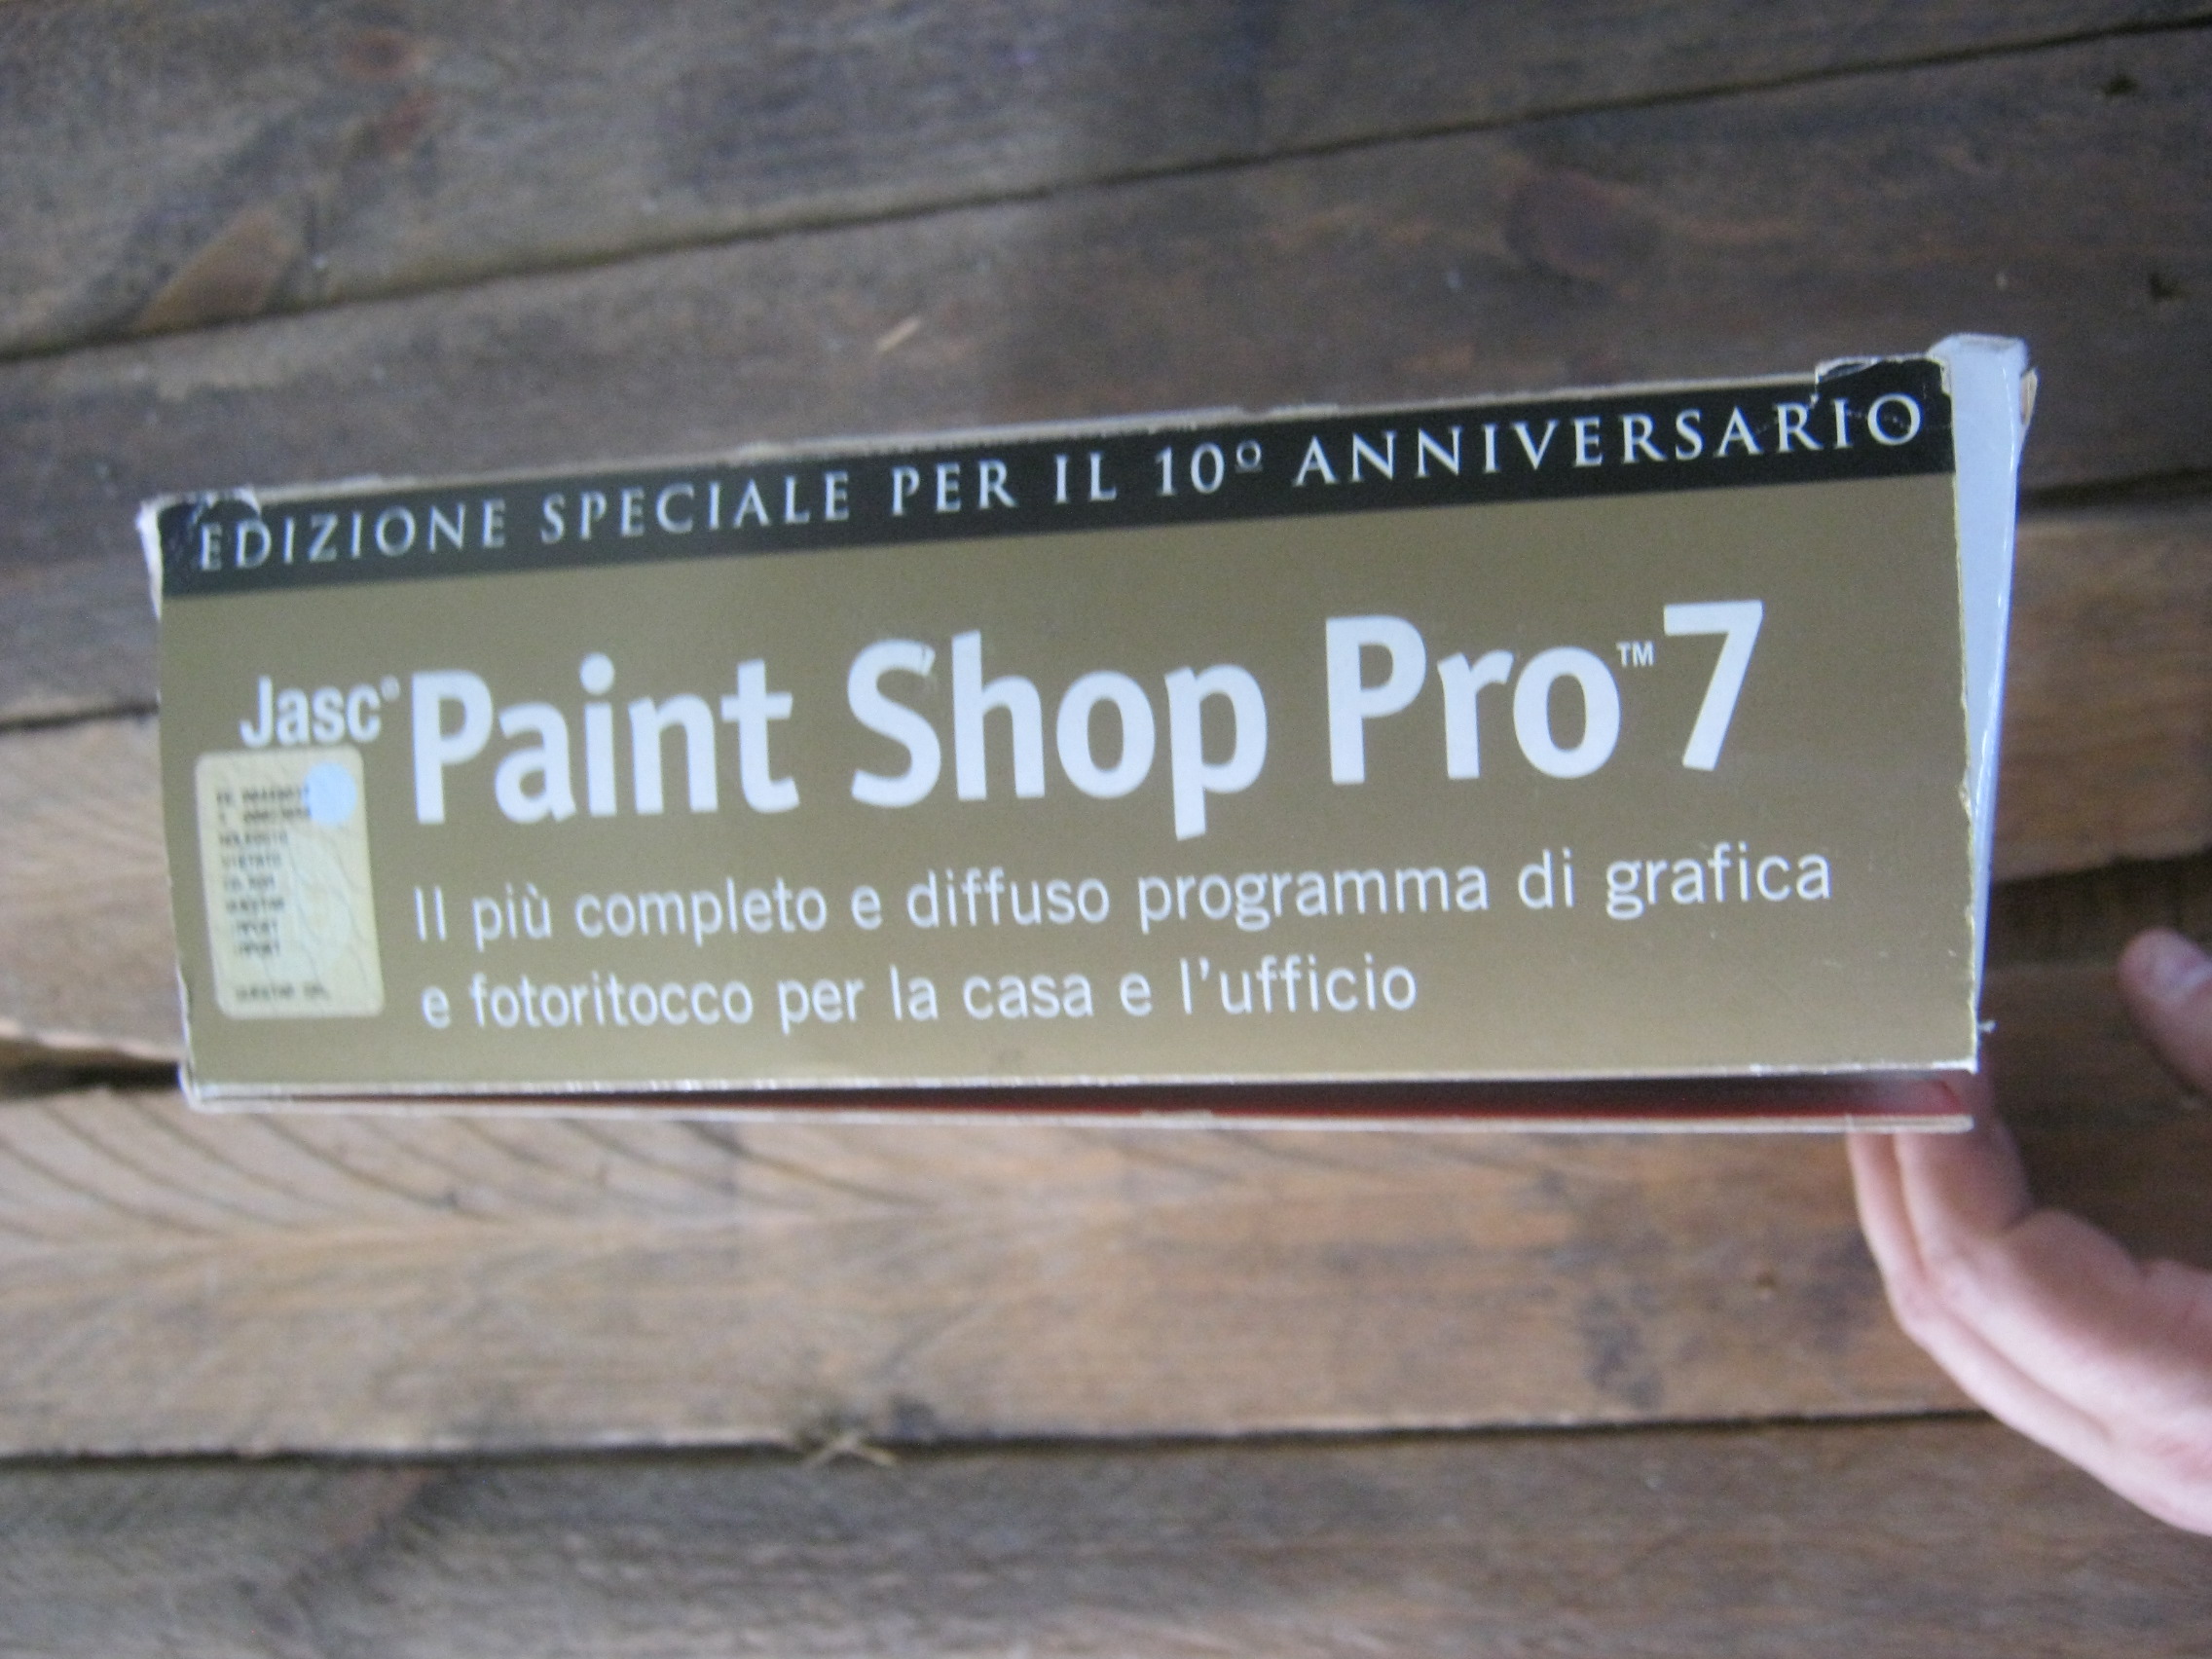 EDIZIONE SPECIALE PER IL 10º ANNIVERSARIO
Jasc® Paint Shop Pro™ 7
Il più completo e diffuso programma di grafica
e fotoritocco per la casa e l'ufficio